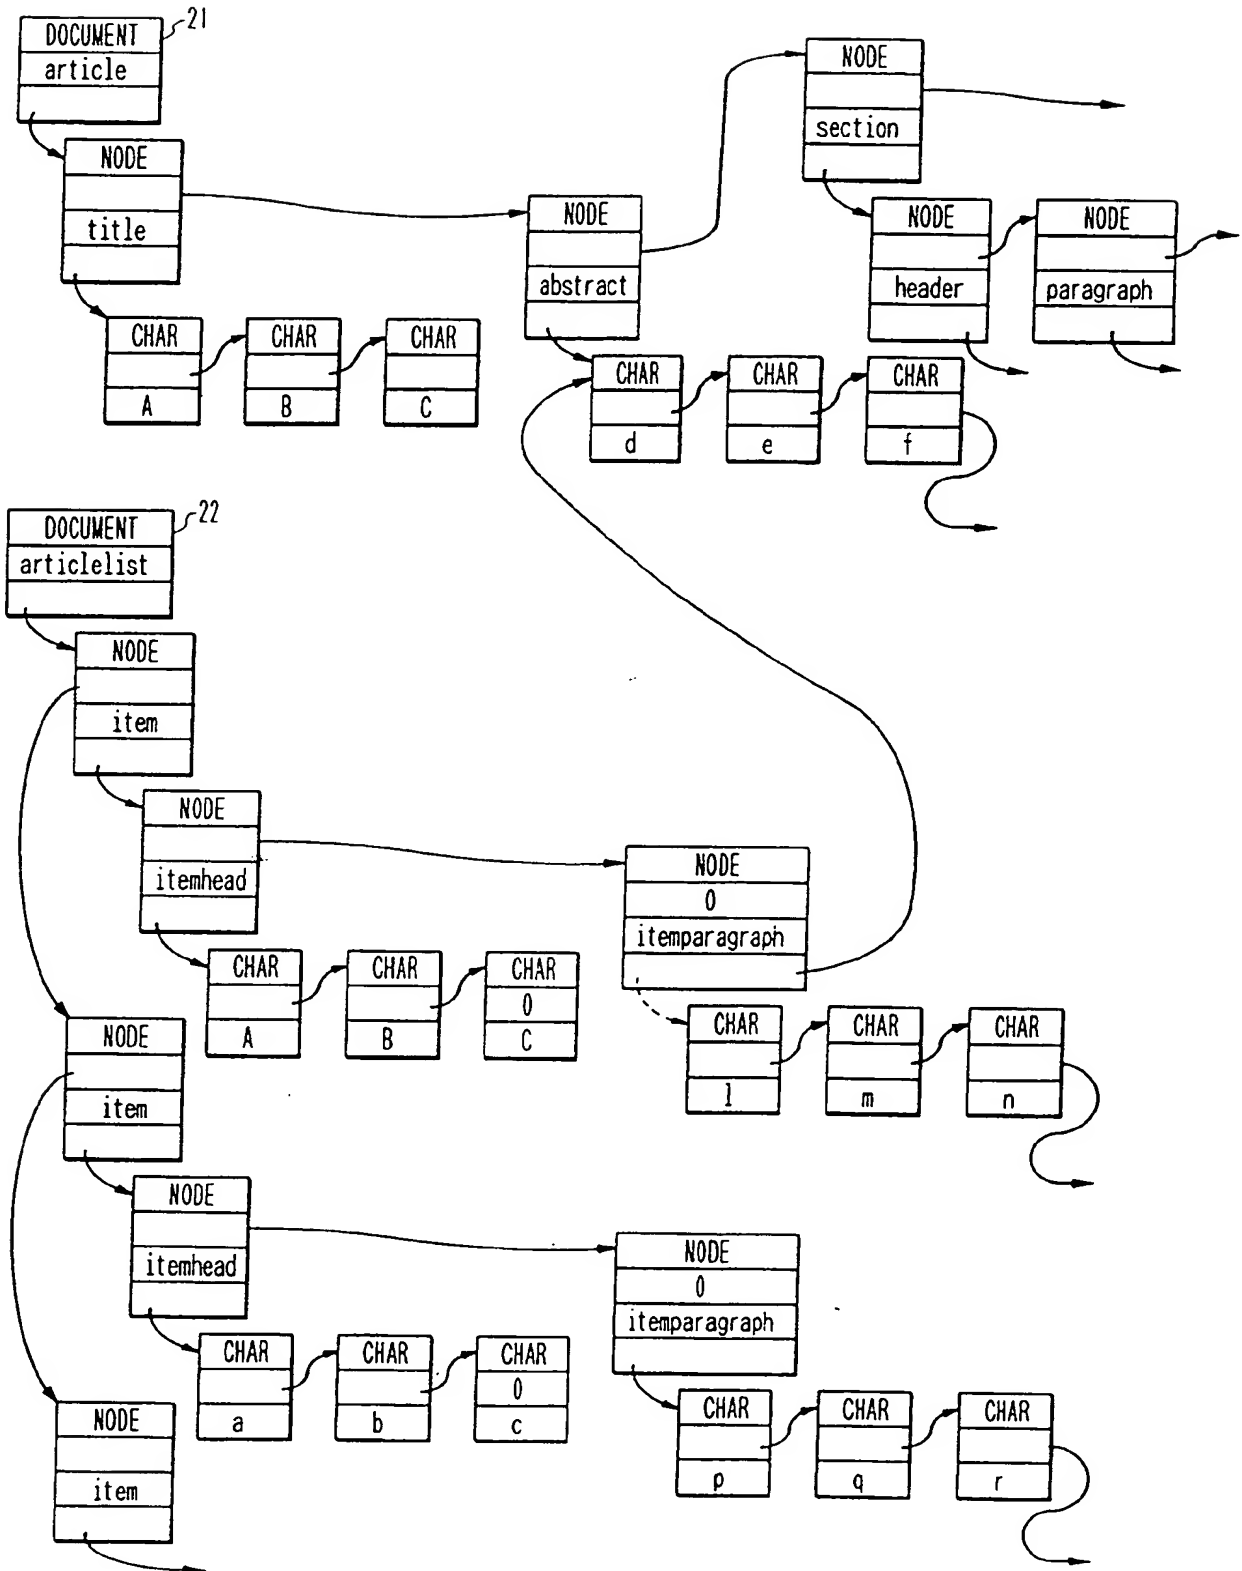 DOCUMENT
21
article
NODE
title
CHAR
A
CHAR
B
CHAR
C
NODE
abstract
CHAR
d
CHAR
e
CHAR
f
NODE
section
NODE
header
NODE
paragraph
DOCUMENT
22
articlelist
NODE
item
NODE
itemhead
CHAR
A
CHAR
B
CHAR
0
C
NODE
0
itemparagraph
CHAR
l
CHAR
m
CHAR
n
NODE
item
NODE
itemhead
CHAR
a
CHAR
b
CHAR
0
c
NODE
0
itemparagraph
CHAR
p
CHAR
q
CHAR
r
NODE
item